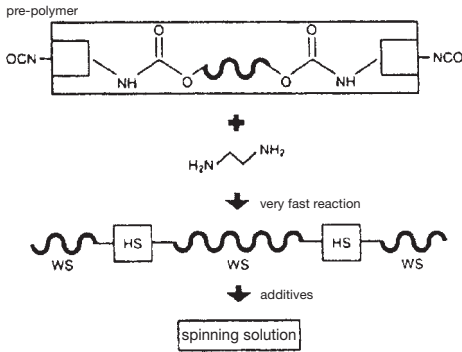 pre-polymer
O O
OCN NCO
NH O O NH
+
H₂N NH₂
very fast reaction
HS HS
WS WS WS
additives
spinning solution